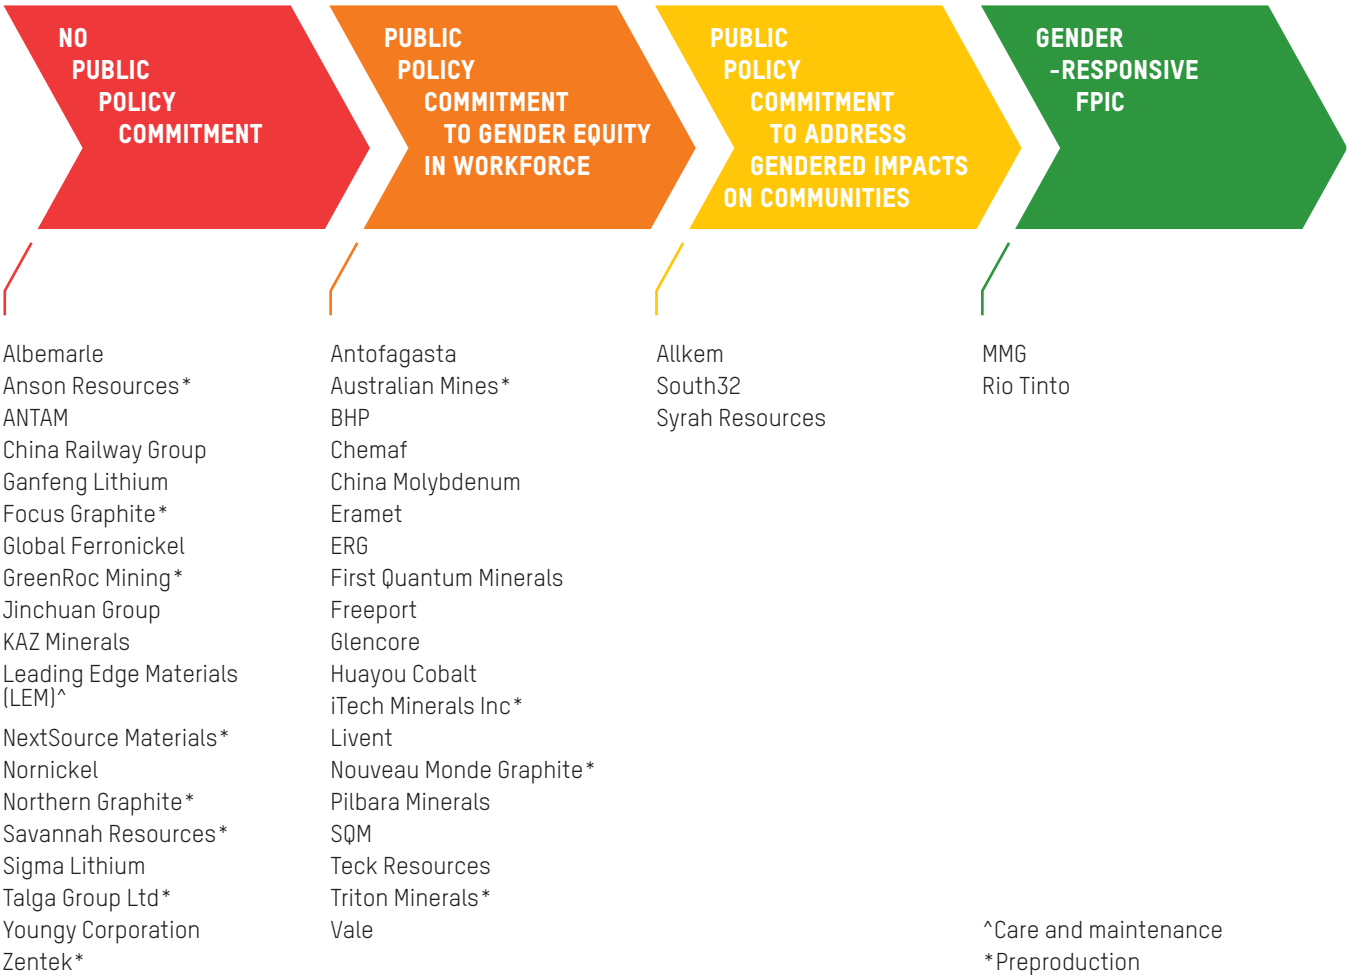 NO
PUBLIC
POLICY
COMMITMENT
PUBLIC
POLICY
COMMITMENT
TO GENDER EQUITY
IN WORKFORCE
PUBLIC
POLICY
COMMITMENT
TO ADDRESS
GENDERED IMPACTS
ON COMMUNITIES
GENDER
-RESPONSIVE
FPIC
Albemarle
Anson Resources*
ANTAM
China Railway Group
Ganfeng Lithium
Focus Graphite*
Global Ferronickel
GreenRoc Mining*
Jinchuan Group
KAZ Minerals
Leading Edge Materials
(LEM)^
NextSource Materials*
Nornickel
Northern Graphite*
Savannah Resources*
Sigma Lithium
Talga Group Ltd*
Youngy Corporation
Zentek*
Antofagasta
Australian Mines*
BHP
Chemaf
China Molybdenum
Eramet
ERG
First Quantum Minerals
Freeport
Glencore
Huayou Cobalt
iTech Minerals Inc*
Livent
Nouveau Monde Graphite*
Pilbara Minerals
SQM
Teck Resources
Triton Minerals*
Vale
Allkem
South32
Syrah Resources
MMG
Rio Tinto
^Care and maintenance
*Preproduction